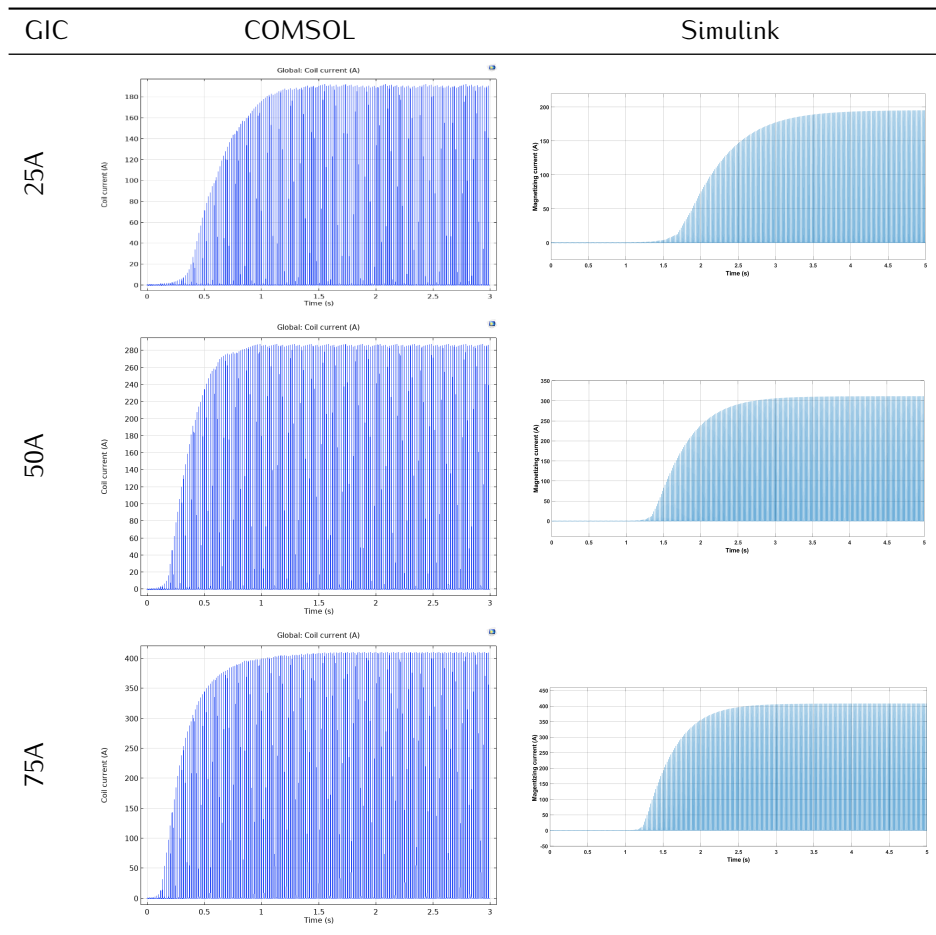 GIC COMSOL Simulink
25A
Global: Coil current (A)
Coil current (A)
180
160
140
120
100
80
60
40
20
0
0 0.5 1 1.5 2 2.5 3
Time (s)
Magnetizing current (A)
200
150
100
50
0
0 0.5 1 1.5 2 2.5 3 3.5 4 4.5 5
Time (s)
50A
Global: Coil current (A)
Coil current (A)
280
260
240
220
200
180
160
140
120
100
80
60
40
20
0
0 0.5 1 1.5 2 2.5 3
Time (s)
Magnetizing current (A)
350
300
250
200
150
100
50
0
0 0.5 1 1.5 2 2.5 3 3.5 4 4.5 5
Time (s)
75A
Global: Coil current (A)
Coil current (A)
400
350
300
250
200
150
100
50
0
0 0.5 1 1.5 2 2.5 3
Time (s)
Magentizing current (A)
450
400
350
300
250
200
150
100
50
0
-50
0 0.5 1 1.5 2 2.5 3 3.5 4 4.5 5
Time (s)